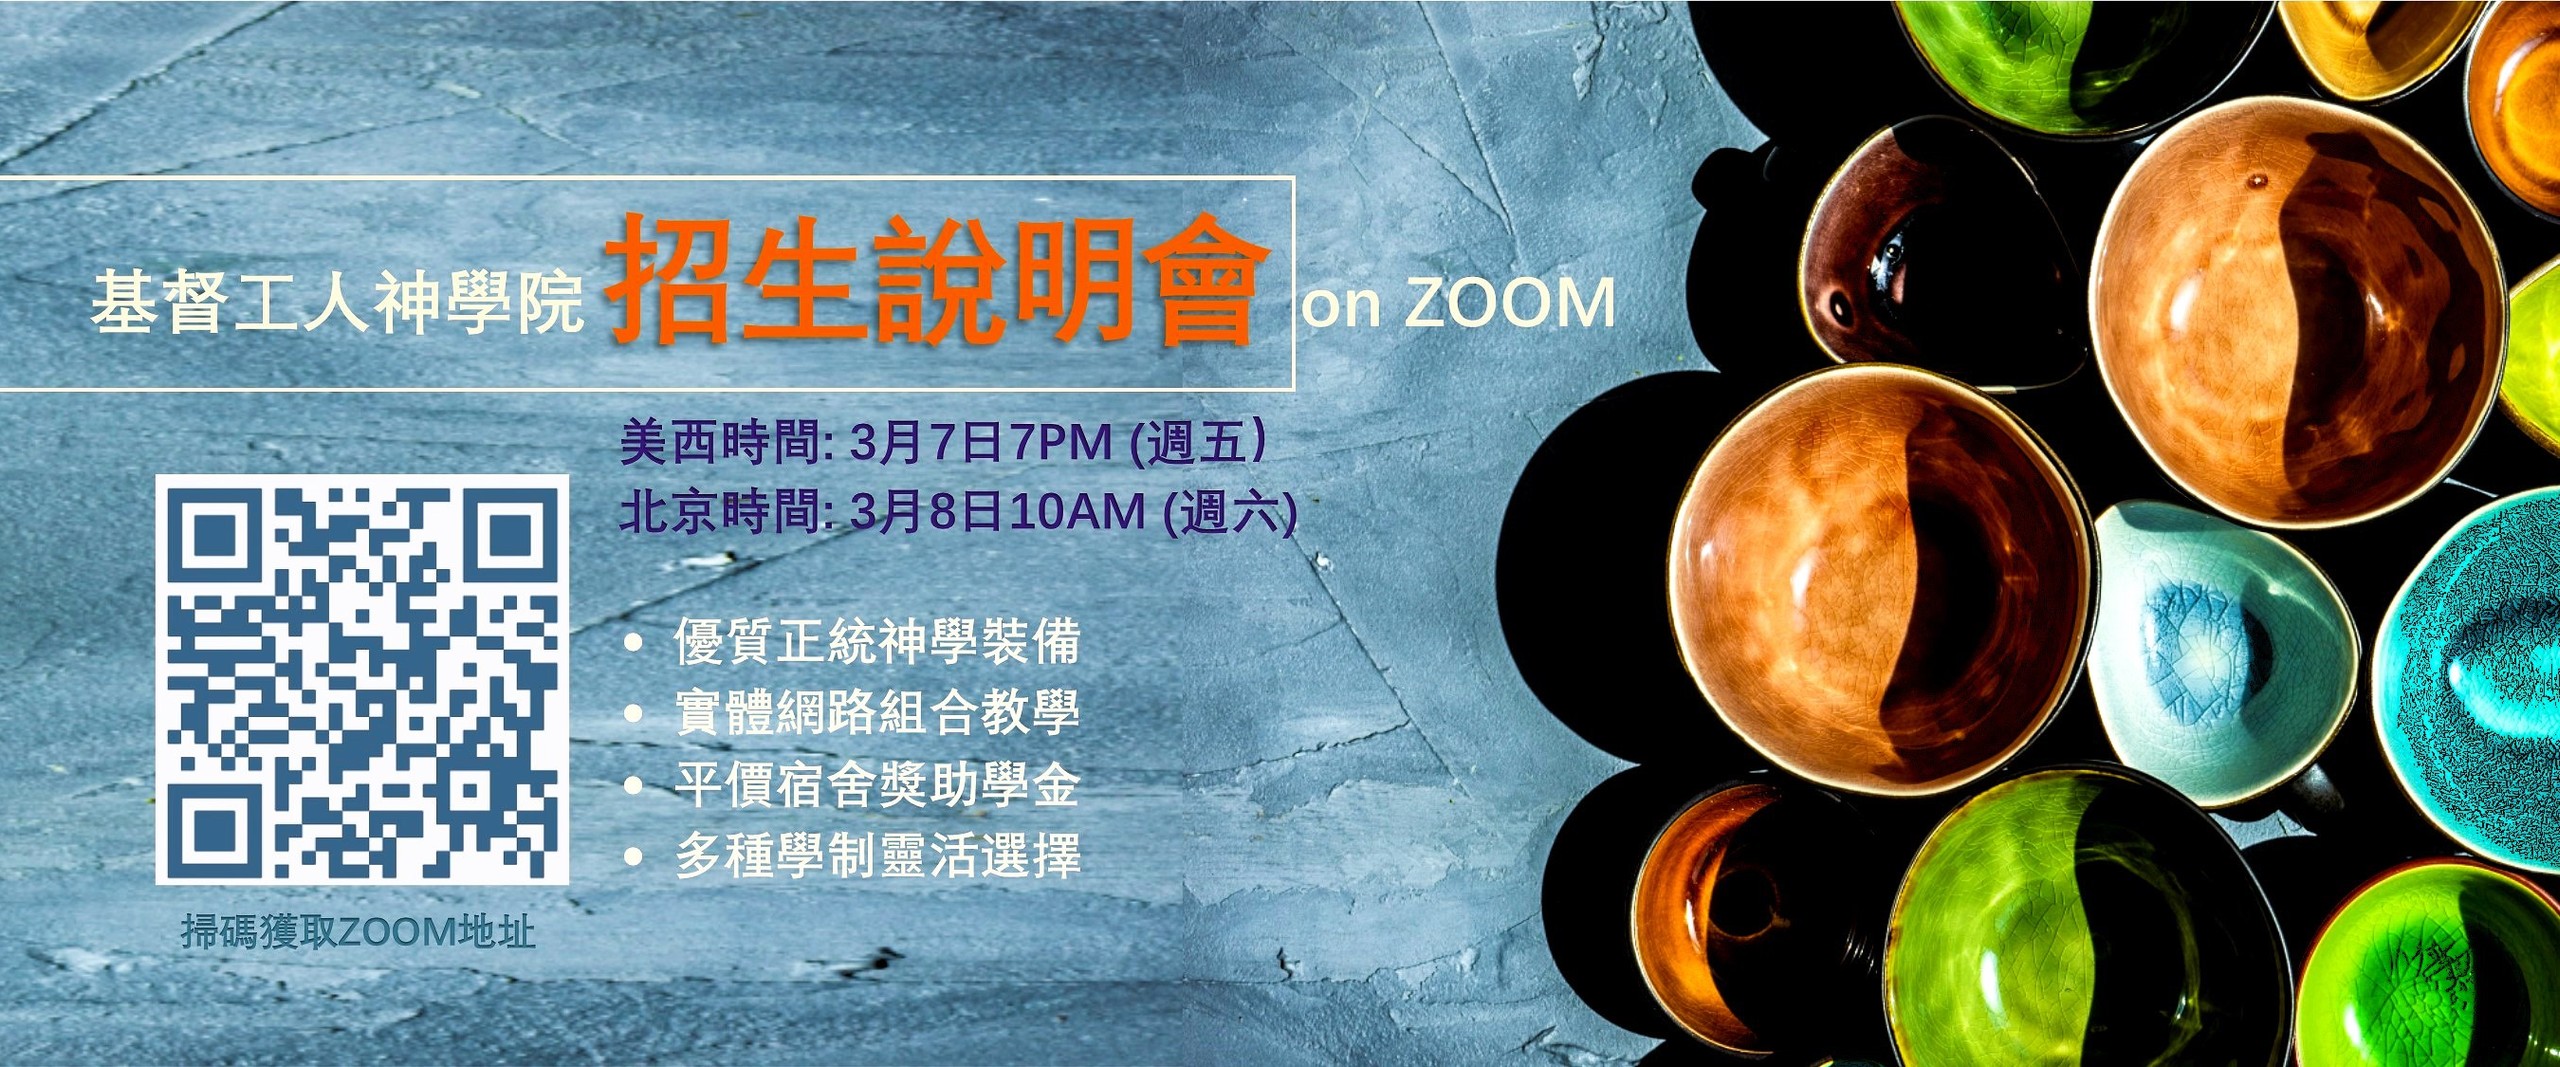 基督工人神學院 招生說明會 on ZOOM
美西時間: 3月7日7PM (週五)
北京時間: 3月8日10AM (週六)
• 優質正統神學裝備
• 實體網路組合教學
• 平價宿舍獎助學金
• 多種學制靈活選擇
掃碼獲取ZOOM地址